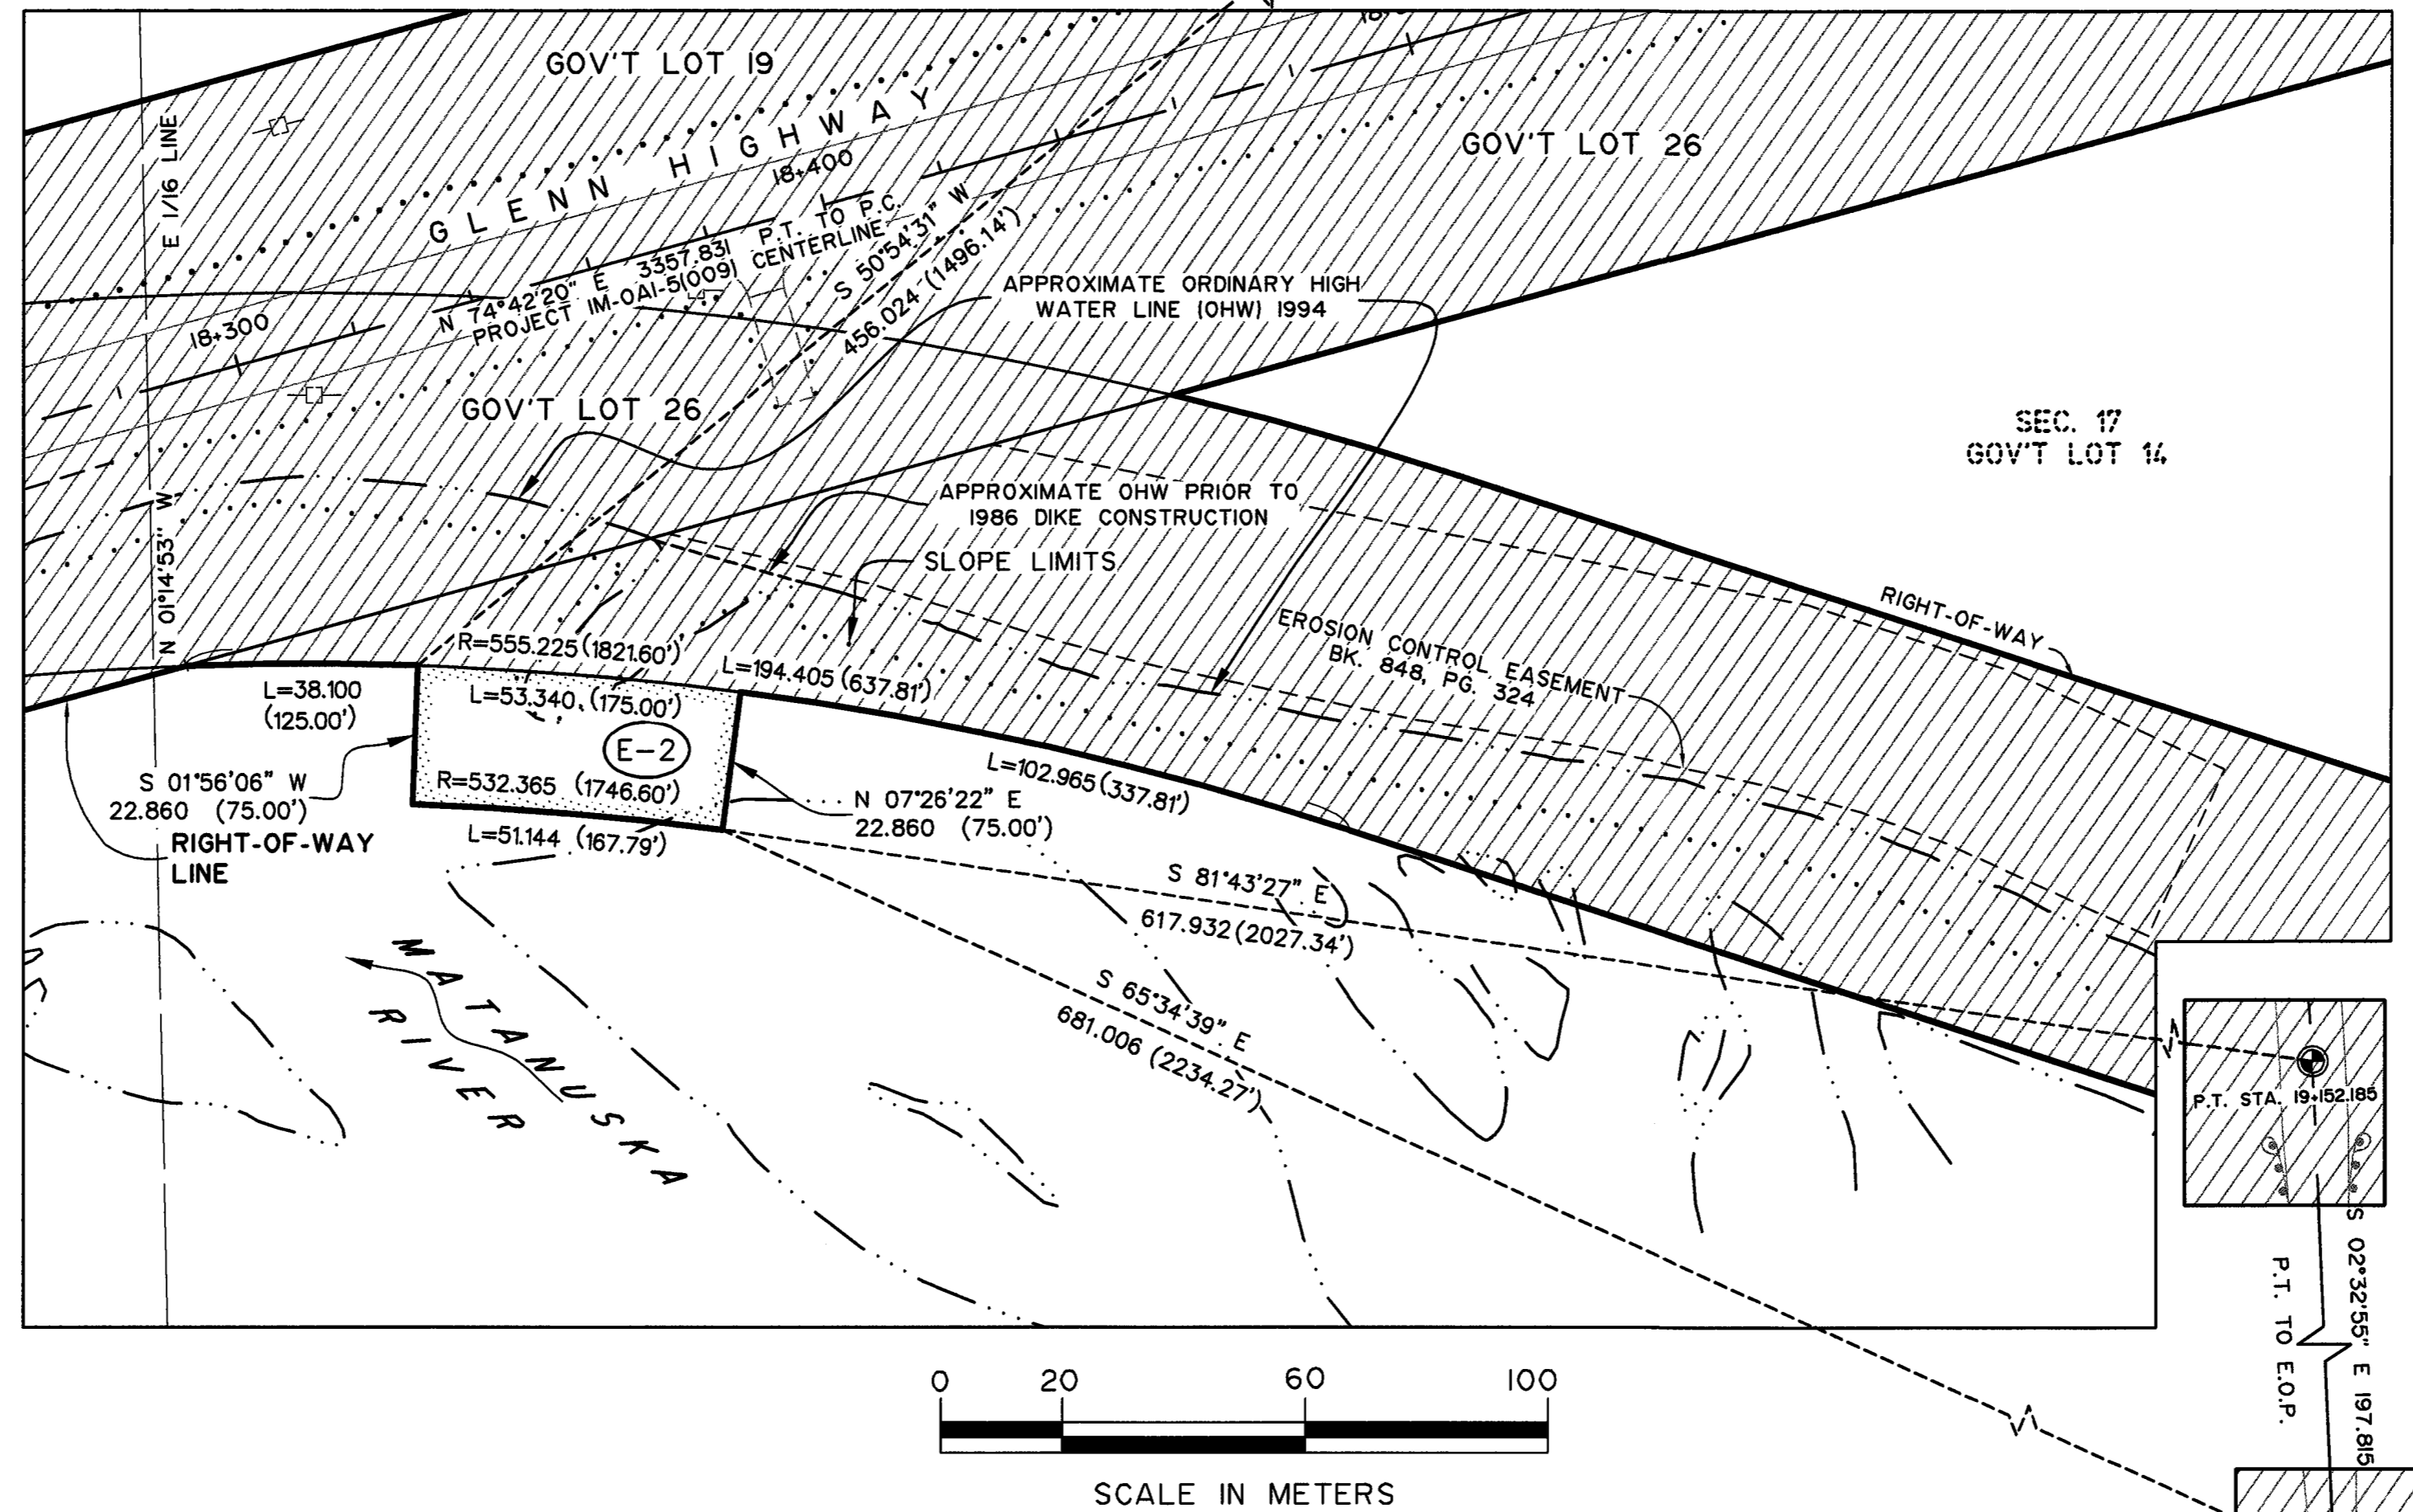 GOV'T LOT 19
GLENN HIGHWAY
E 1/16 LINE
18+400
GOV'T LOT 26
N 74°42'20" E 3357.831 P.T. TO P.C.
PROJECT IM-0A1-5(009) CENTERLINE
S 50°54'31" W
456.024 (1496.14')
18+300
APPROXIMATE ORDINARY HIGH
WATER LINE (OHW) 1994
GOV'T LOT 26
SEC. 17
GOV'T LOT 14
APPROXIMATE OHW PRIOR TO
1986 DIKE CONSTRUCTION
SLOPE LIMITS
N 01°14'53" W
RIGHT-OF-WAY
EROSION CONTROL EASEMENT
BK. 848, PG. 324
R=555.225 (1821.60')
L=194.405 (637.81')
L=38.100
(125.00')
L=53.340 (175.00')
E-2
R=532.365 (1746.60')
L=51.144 (167.79')
S 01°56'06" W
22.860 (75.00')
RIGHT-OF-WAY
LINE
N 07°26'22" E
22.860 (75.00')
L=102.965 (337.81')
S 81°43'27" E
617.932 (2027.34')
S 65°34'39" E
681.006 (2234.27')
MATANUSKA
RIVER
P.T. STA. 19+152.185
S 02°32'55" E 197.815
P.T. TO E.O.P.
0 20 60 100
SCALE IN METERS